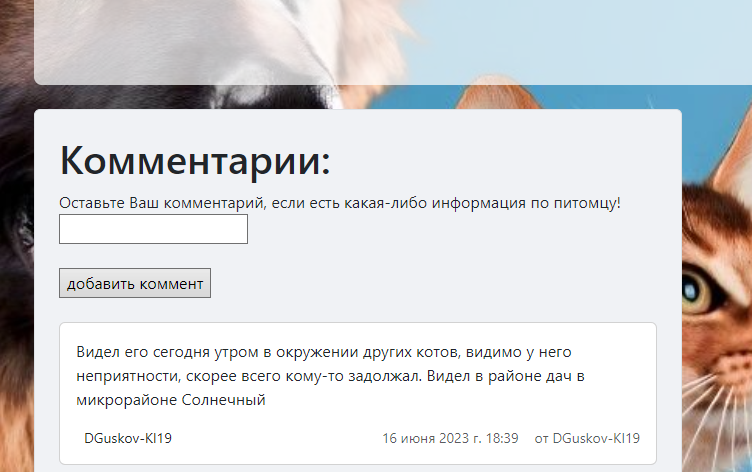 Комментарии:
Оставьте Ваш комментарий, если есть какая-либо информация по питомцу!
добавить коммент
Видел его сегодня утром в окружении других котов, видимо у него
неприятности, скорее всего кому-то задолжал. Видел в районе дач в
микрорайоне Солнечный
DGuskov-KI19 16 июня 2023 г. 18:39 от DGuskov-KI19